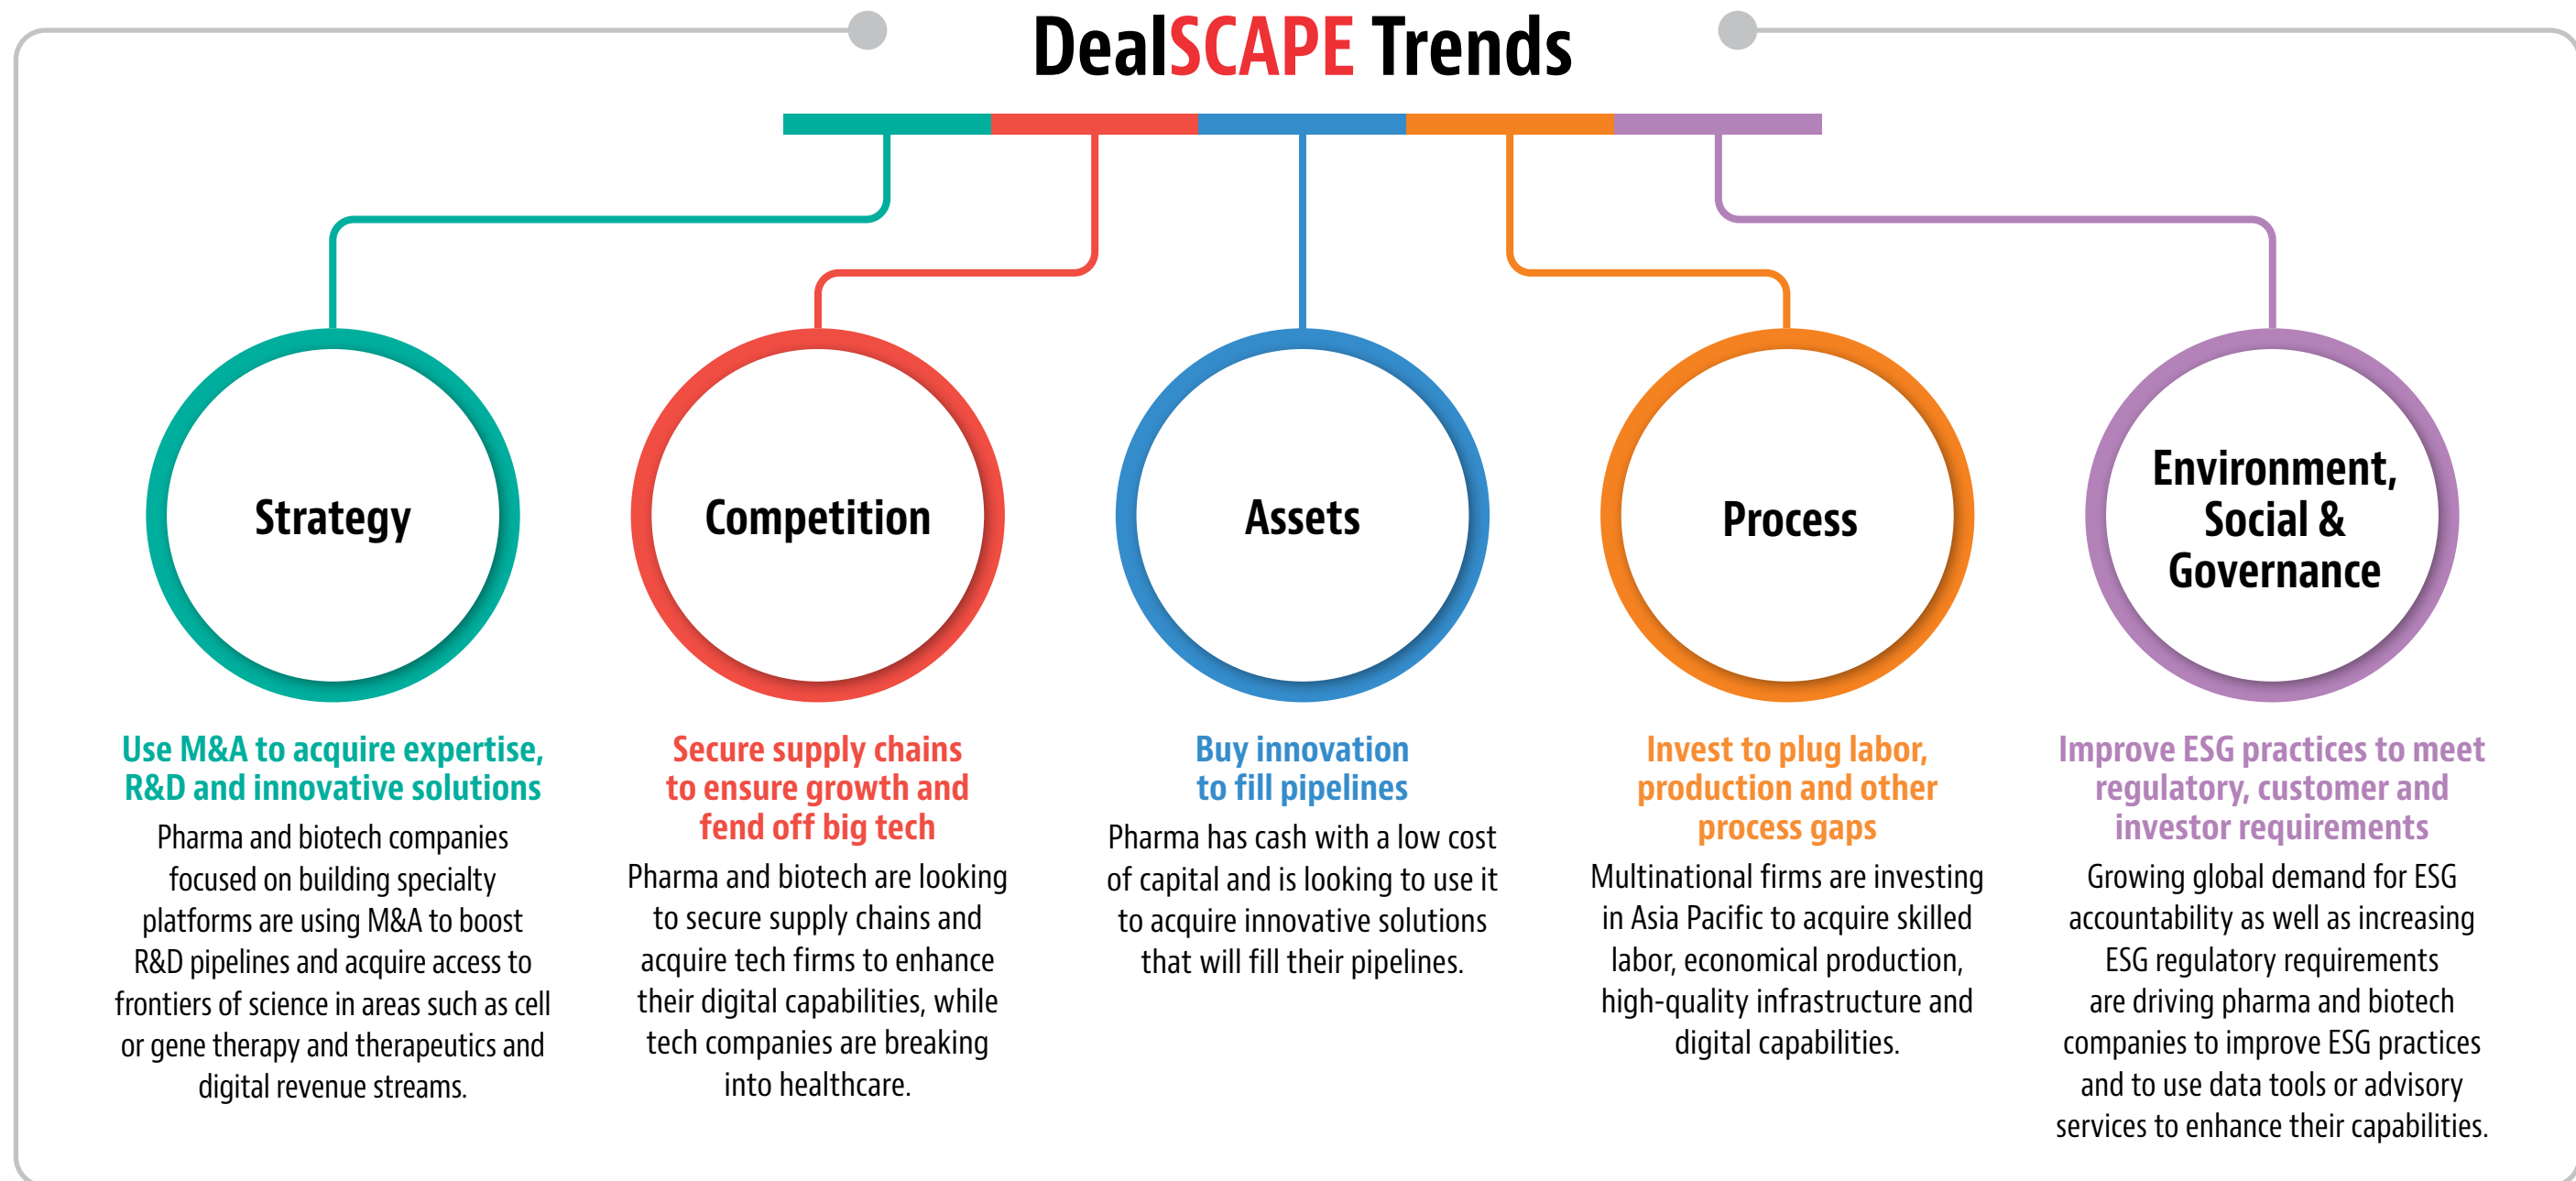 DealSCAPE Trends
Strategy
Use M&A to acquire expertise,
R&D and innovative solutions
Pharma and biotech companies
focused on building specialty
platforms are using M&A to boost
R&D pipelines and acquire access to
frontiers of science in areas such as cell
or gene therapy and therapeutics and
digital revenue streams.
Competition
Secure supply chains
to ensure growth and
fend off big tech
Pharma and biotech are looking
to secure supply chains and
acquire tech firms to enhance
their digital capabilities, while
tech companies are breaking
into healthcare.
Assets
Buy innovation
to fill pipelines
Pharma has cash with a low cost
of capital and is looking to use it
to acquire innovative solutions
that will fill their pipelines.
Process
Invest to plug labor,
production and other
process gaps
Multinational firms are investing
in Asia Pacific to acquire skilled
labor, economical production,
high-quality infrastructure and
digital capabilities.
Environment,
Social &
Governance
Improve ESG practices to meet
regulatory, customer and
investor requirements
Growing global demand for ESG
accountability as well as increasing
ESG regulatory requirements
are driving pharma and biotech
companies to improve ESG practices
and to use data tools or advisory
services to enhance their capabilities.